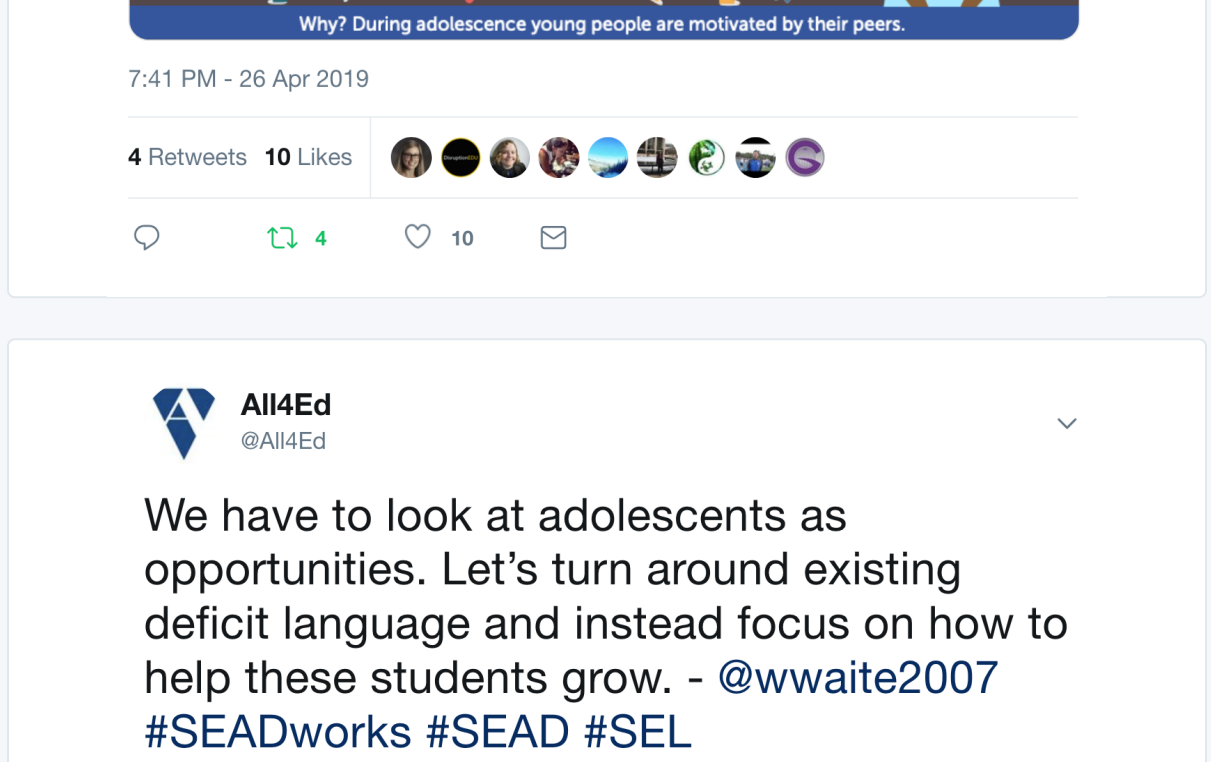 Why? During adolescence young people are motivated by their peers.
7:41 PM - 26 Apr 2019
4 Retweets 10 Likes
DisruptionEDU
4 10
All4Ed
@All4Ed
We have to look at adolescents as
opportunities. Let’s turn around existing
deficit language and instead focus on how to
help these students grow. - @wwaite2007
#SEADworks #SEAD #SEL